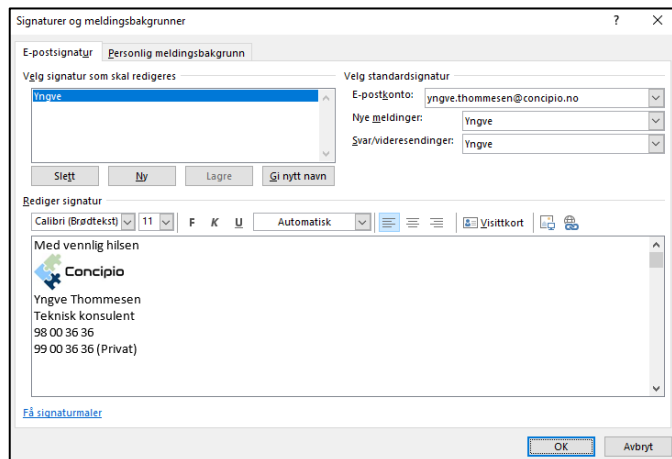 Signaturer og meldingsbakgrunner ? X
E-postsignatur Personlig meldingsbakgrunn
Velg signatur som skal redigeres
Yngve
Slett Ny Lagre Gi nytt navn
Velg standardsignatur
E-postkonto: yngve.thommesen@concipio.no
Nye meldinger: Yngve
Svar/videresendinger: Yngve
Rediger signatur
Calibri (Brødtekst) 11 F K U Automatisk Visittkort
Med vennlig hilsen
Concipio
Yngve Thommesen
Teknisk konsulent
98 00 36 36
99 00 36 36 (Privat)
Få signaturmaler
OK Avbryt